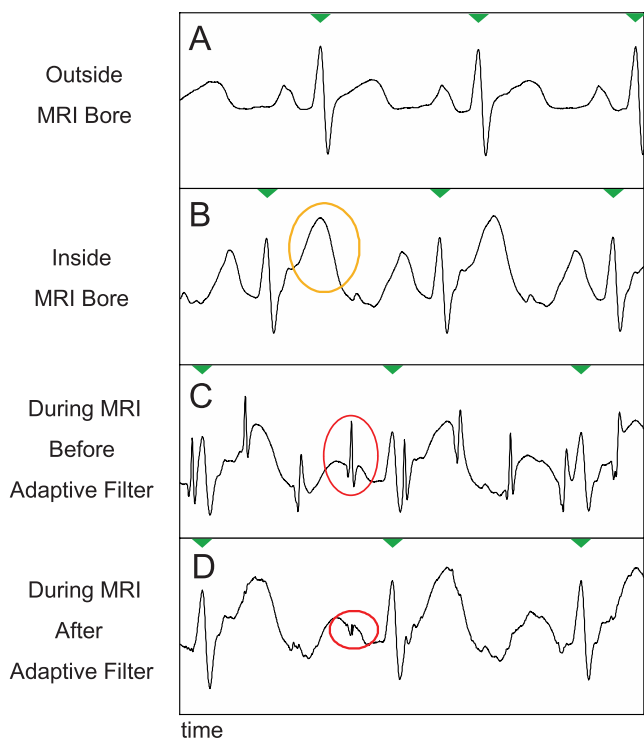 A
Outside
MRI Bore
B
Inside
MRI Bore
C
During MRI
Before
Adaptive Filter
D
During MRI
After
Adaptive Filter
time